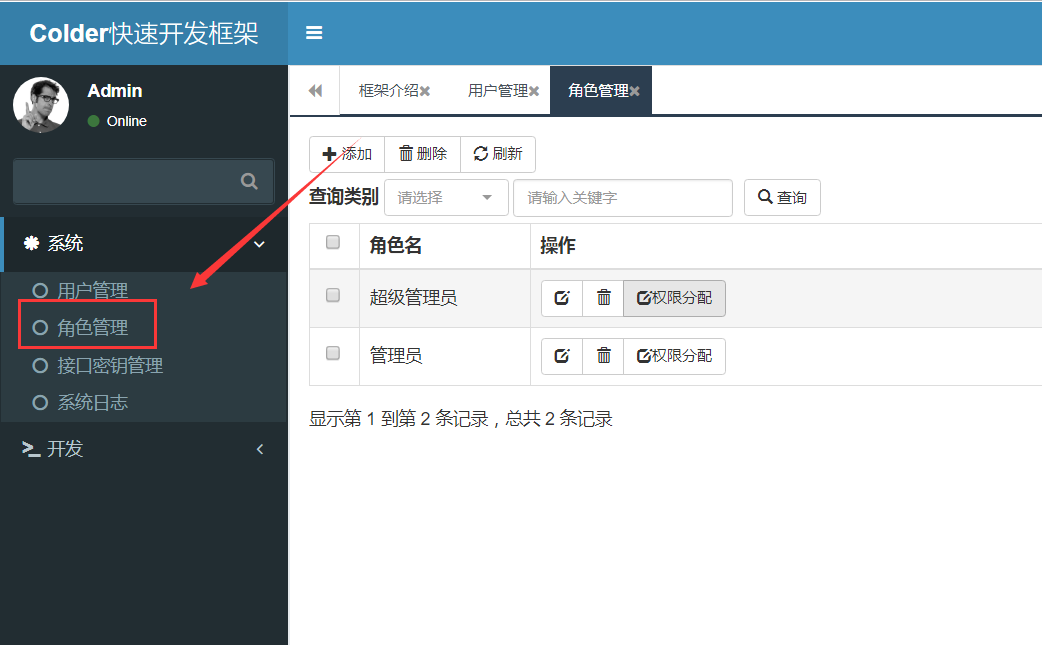 Colder快速开发框架
Admin
Online
框架介绍 用户管理 角色管理
添加 删除 刷新
查询类别 请选择 请输入关键字 查询
系统
用户管理
角色管理
接口密钥管理
系统日志
开发
角色名 操作
超级管理员 权限分配
管理员 权限分配
显示第 1 到第 2 条记录，总共 2 条记录